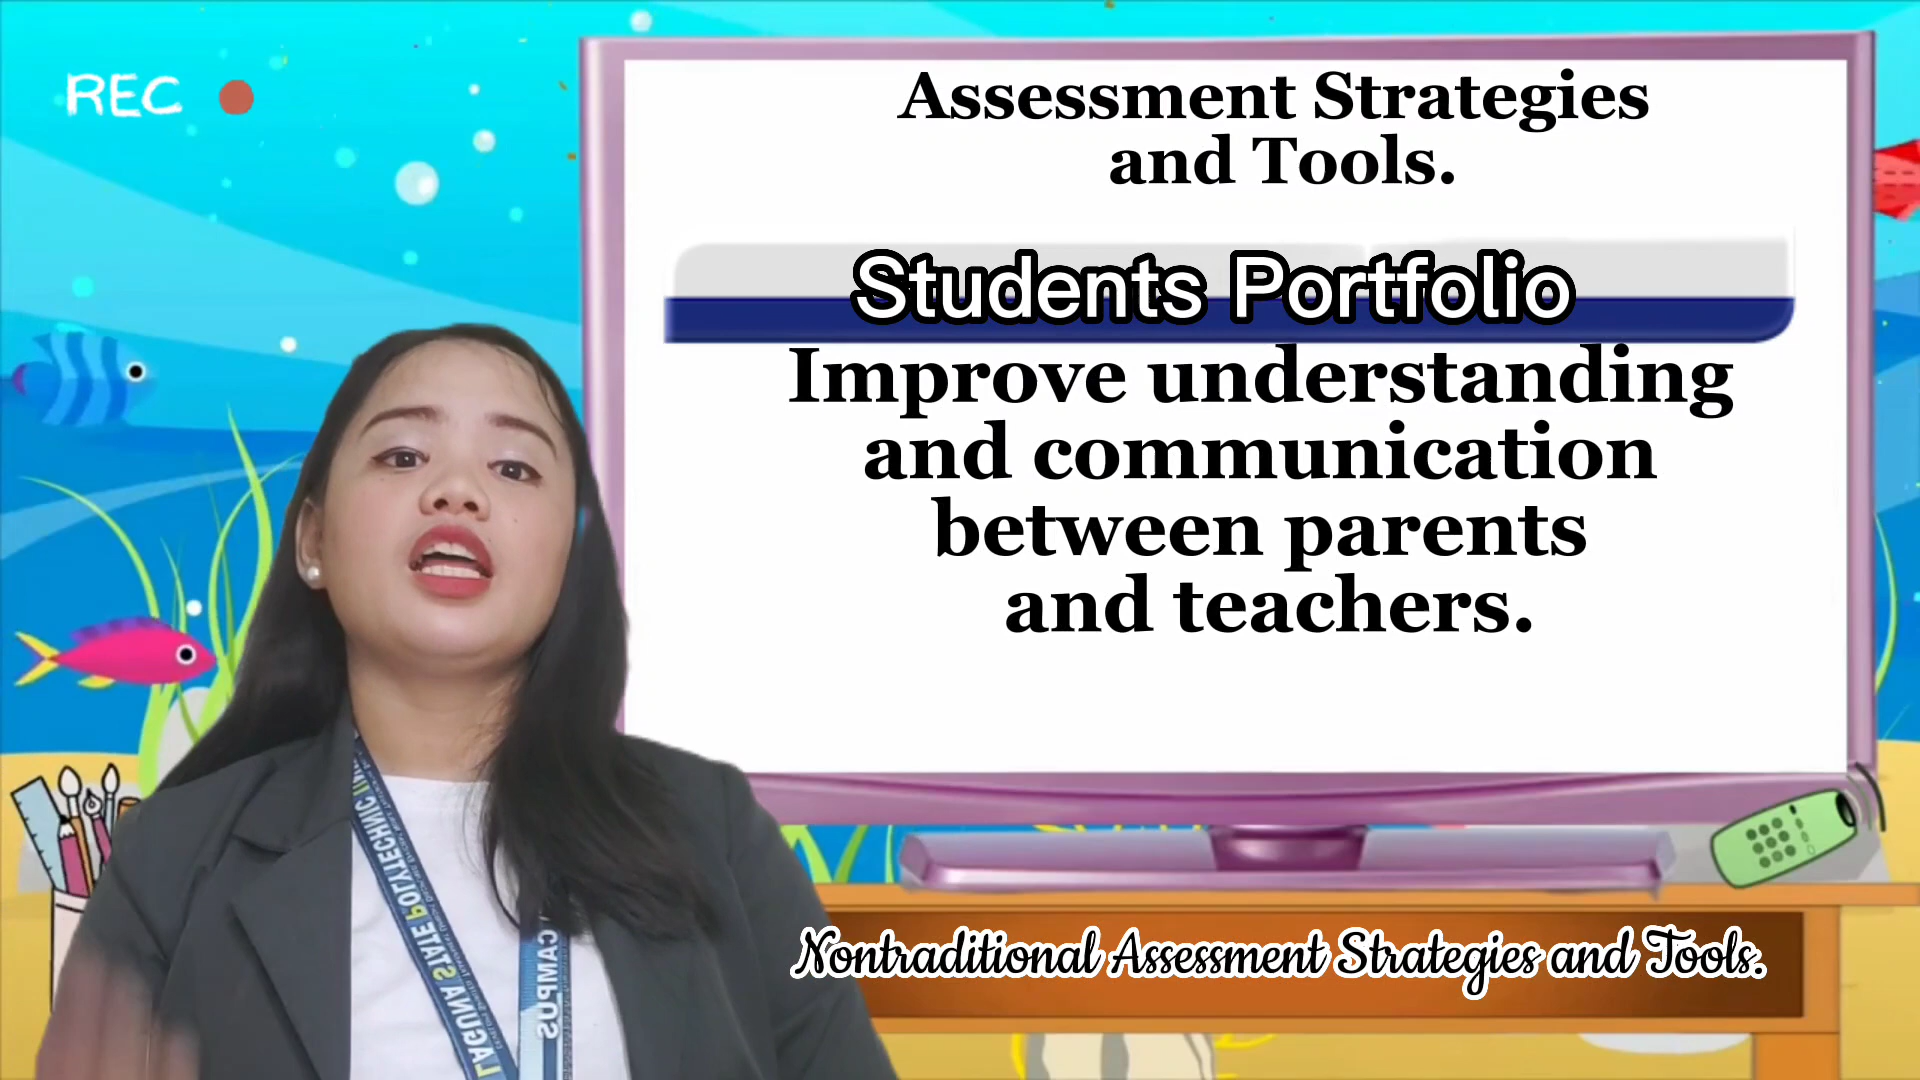 REC
Assessment Strategies
and Tools.
Students Portfolio
Improve understanding
and communication
between parents
and teachers.
Nontraditional Assessment Strategies and Tools.
LAGUNA STATE POLYTECHNIC
CAMPUS